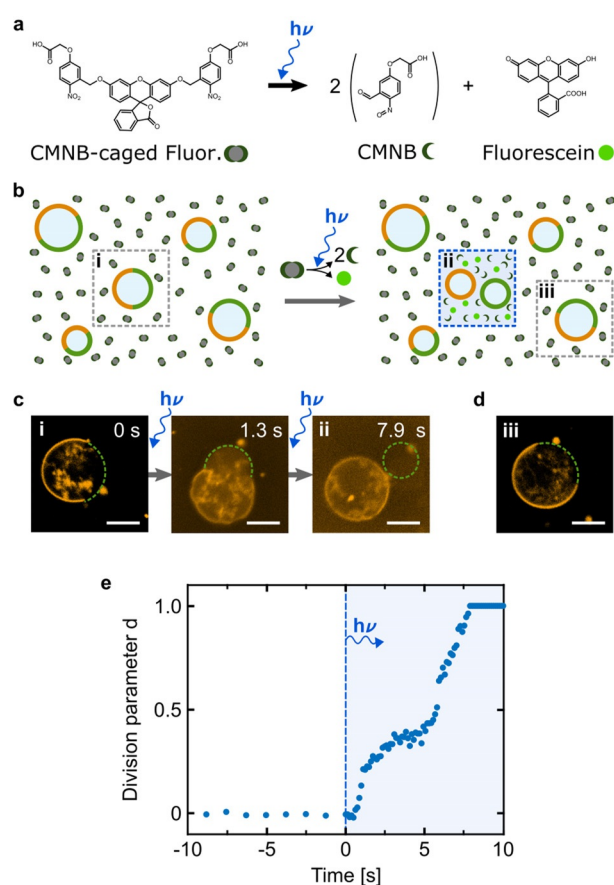 a
hν
HO
O
O
O
O
O
O
O
OH
NO₂
O
O
NO₂
2
O
O
OH
O
N
O
+
O
O
OH
COOH
CMNB-caged Fluor.
CMNB
Fluorescein
b
i
hν
2
ii
iii
c
hν
hν
d
i
0 s
1.3 s
ii
7.9 s
iii
e
Division parameter d
1.0
0.5
0
hν
-10
-5
0
5
10
Time [s]